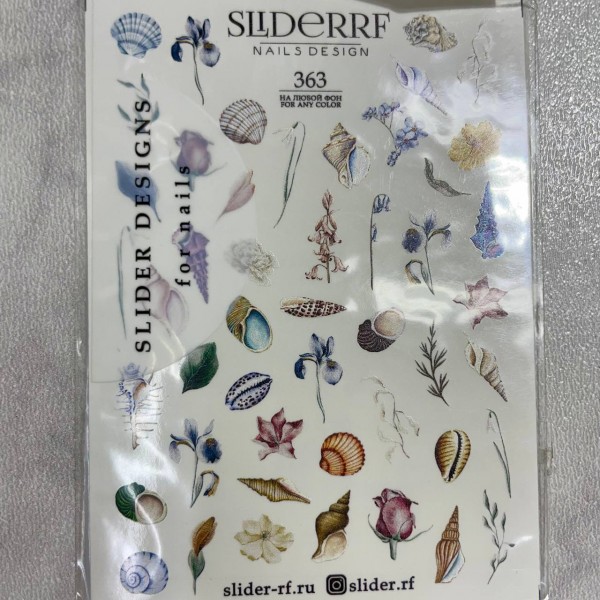 SLIDERRF
NAILS DESIGN
363
НА ЛЮБОЙ ФОН
FOR ANY COLOR
SLIDER DESIGNS
for nails
slider-rf.ru slider.rf